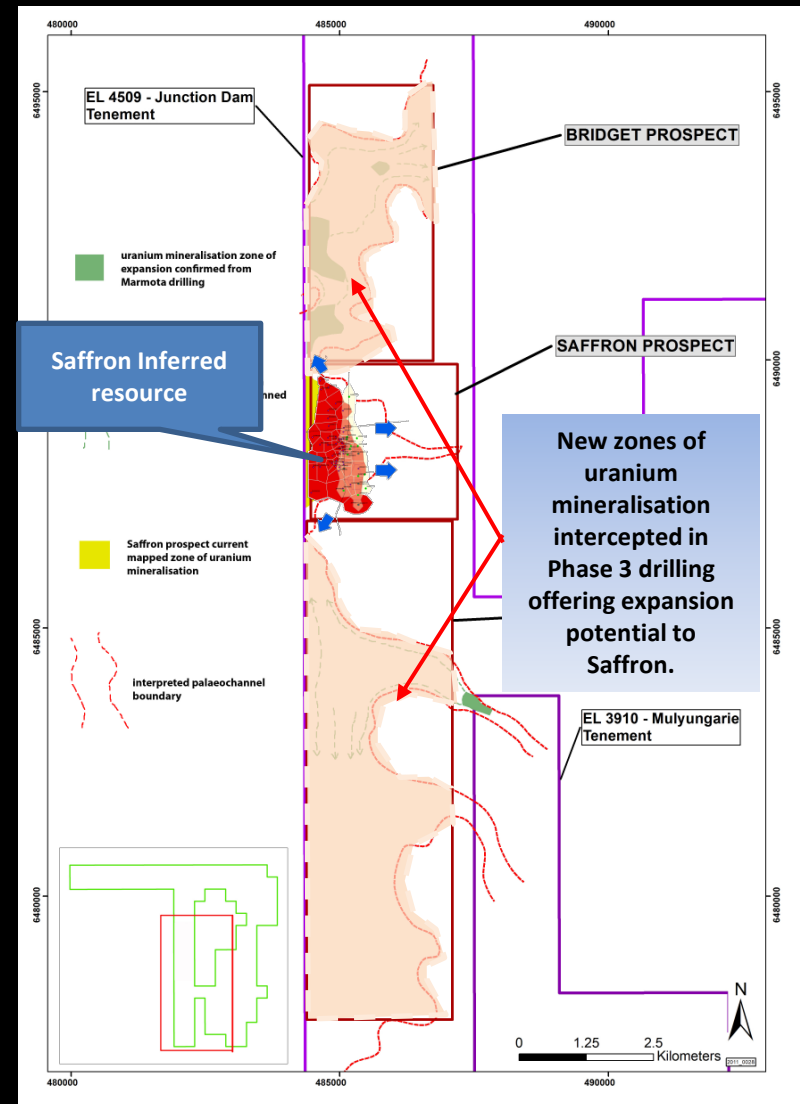 480000
485000
490000
6495000
6495000
EL 4509 - Junction Dam
Tenement
BRIDGET PROSPECT
uranium mineralisation zone of
expansion confirmed from
Marmota drilling
6490000
SAFFRON PROSPECT
Saffron Inferred
resource
nned
New zones of
uranium
mineralisation
intercepted in
Phase 3 drilling
offering expansion
potential to
Saffron.
Saffron prospect current
mapped zone of uranium
mineralisation
6485000
6485000
interpreted palaeochannel
boundary
EL 3910 - Mulyungarie
Tenement
6480000
6480000
N
0 1.25 2.5
Kilometers
2011_0028
480000
485000
490000